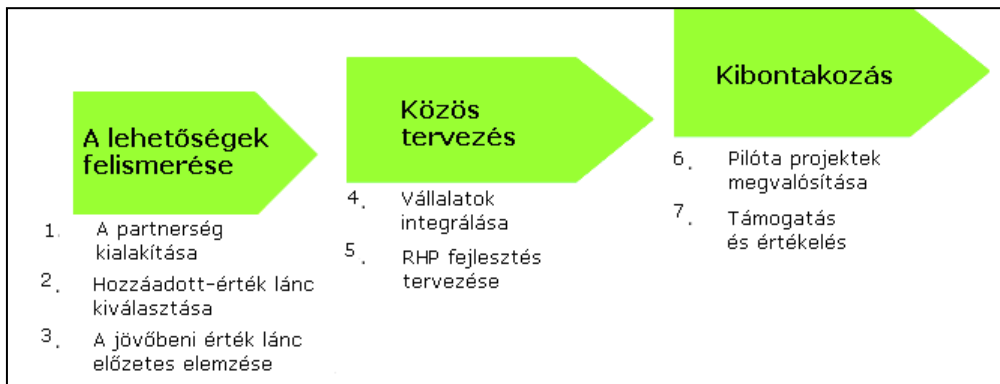 A lehetőségek
felismerése
1. A partnerség
kialakítása
2. Hozzáadott-érték lánc
kiválasztása
3. A jövőbeni érték lánc
előzetes elemzése
Közös
tervezés
4. Vállalatok
integrálása
5. RHP fejlesztés
tervezése
Kibontakozás
6. Pilóta projektek
megvalósítása
7. Támogatás
és értékelés